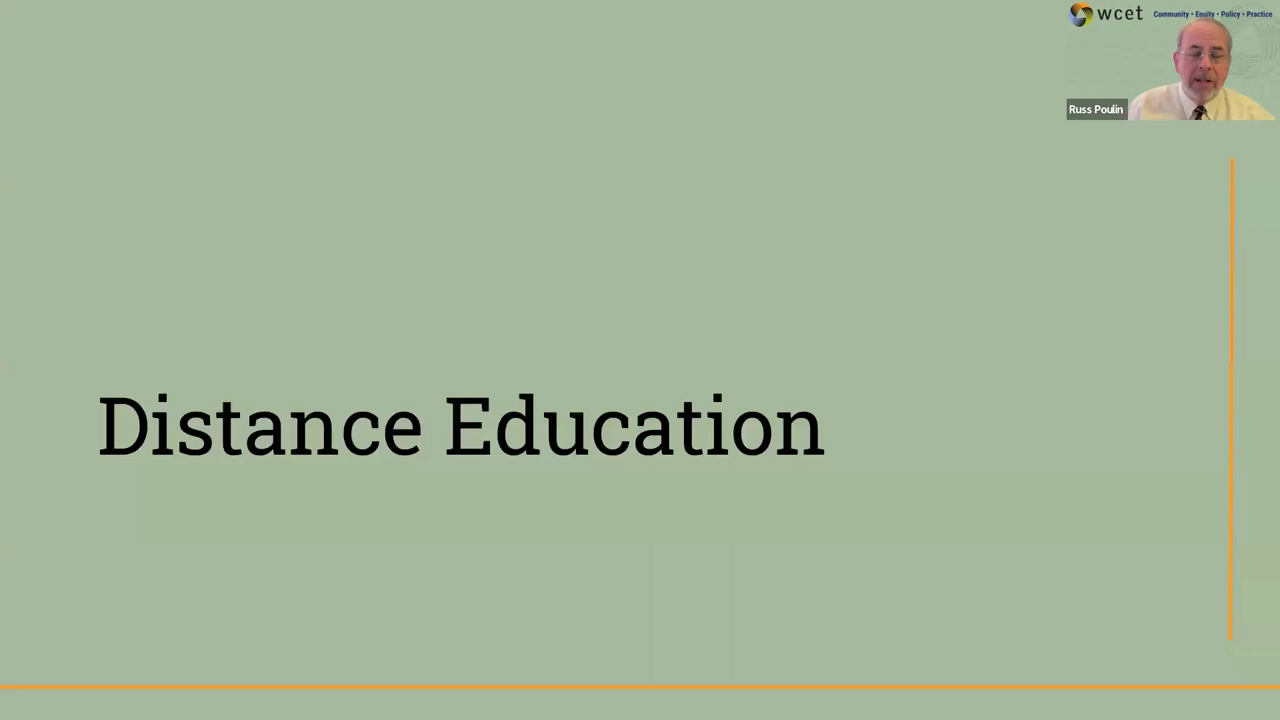 wcet Community • Equity • Policy • Practice
Russ Poulin
Distance Education